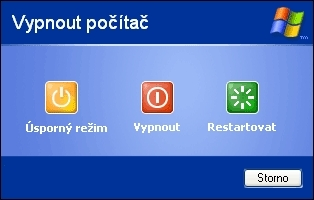 Vypnout počítač
Úsporný režim
Vypnout
Restartovat
Storno